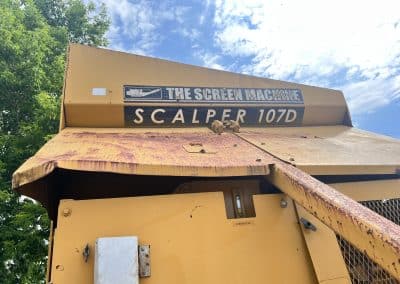 THE SCREEN MACHINE
SCALPER 107D